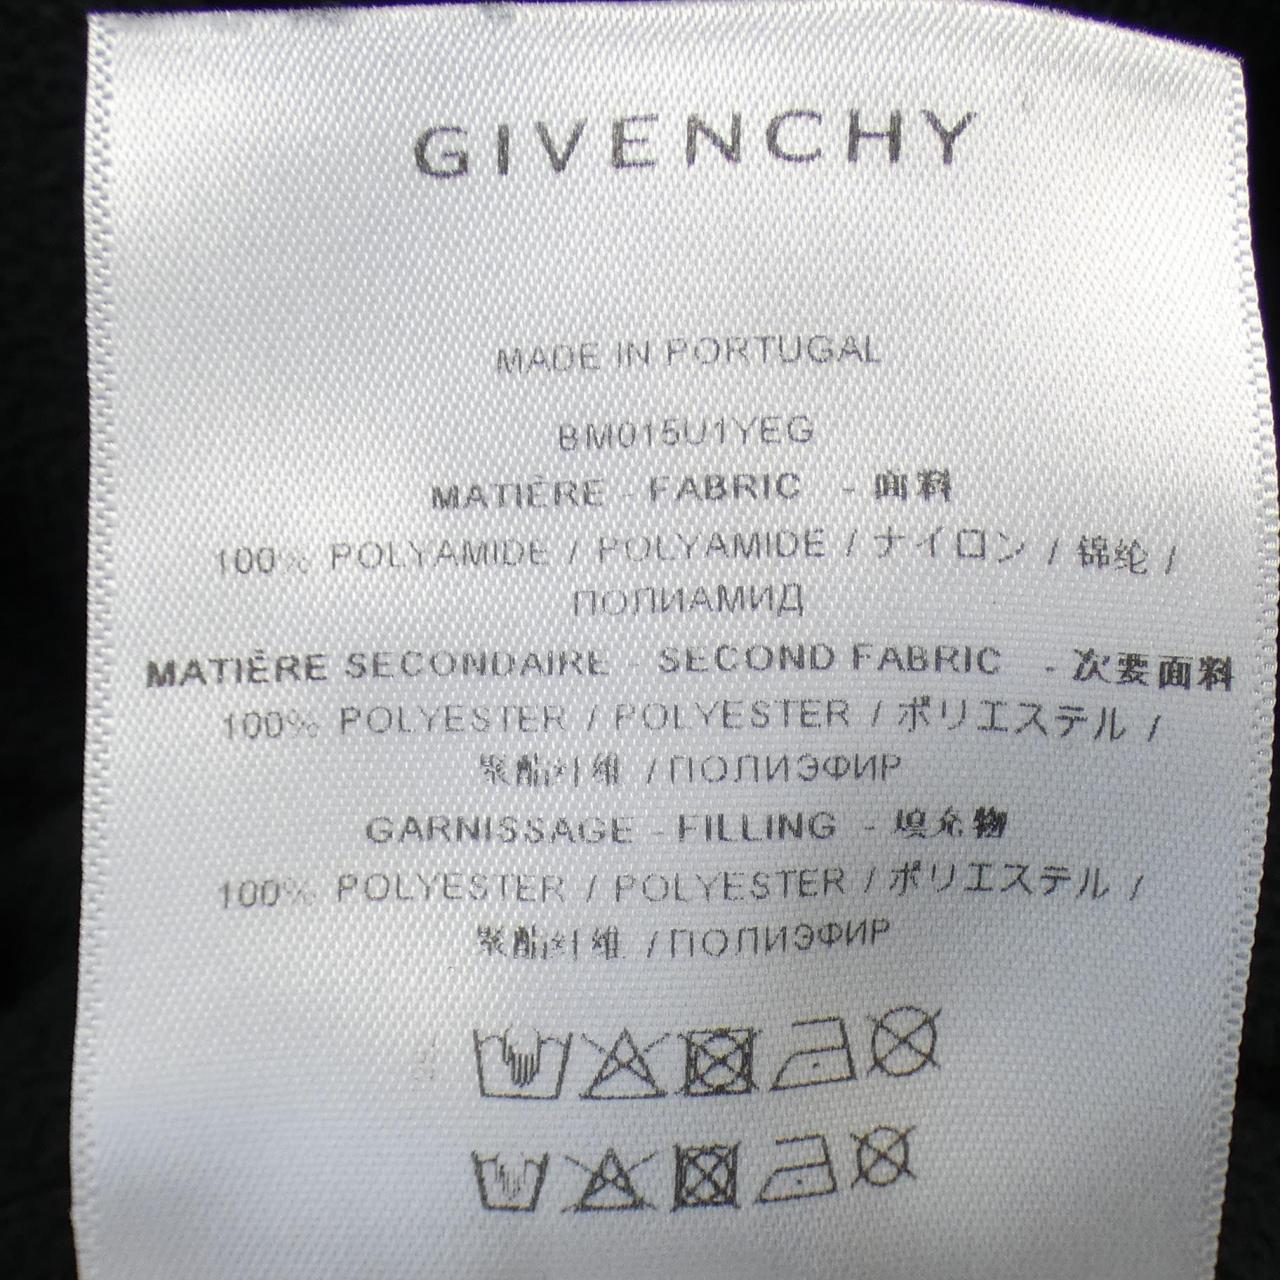 GIVENCHY
MADE IN PORTUGAL
BM015U1YEG
MATIÈRE - FABRIC - 面料
100% POLYAMIDE / POLYAMIDE / ナイロン / 锦纶 /
ПОЛИАМИД
MATIÈRE SECONDAIRE - SECOND FABRIC - 次要面料
100% POLYESTER / POLYESTER / ポリエステル /
聚酯纤维 / ПОЛИЭФИР
GARNISSAGE - FILLING - 填充物
100% POLYESTER / POLYESTER / ポリエステル /
聚酯纤维 / ПОЛИЭФИР